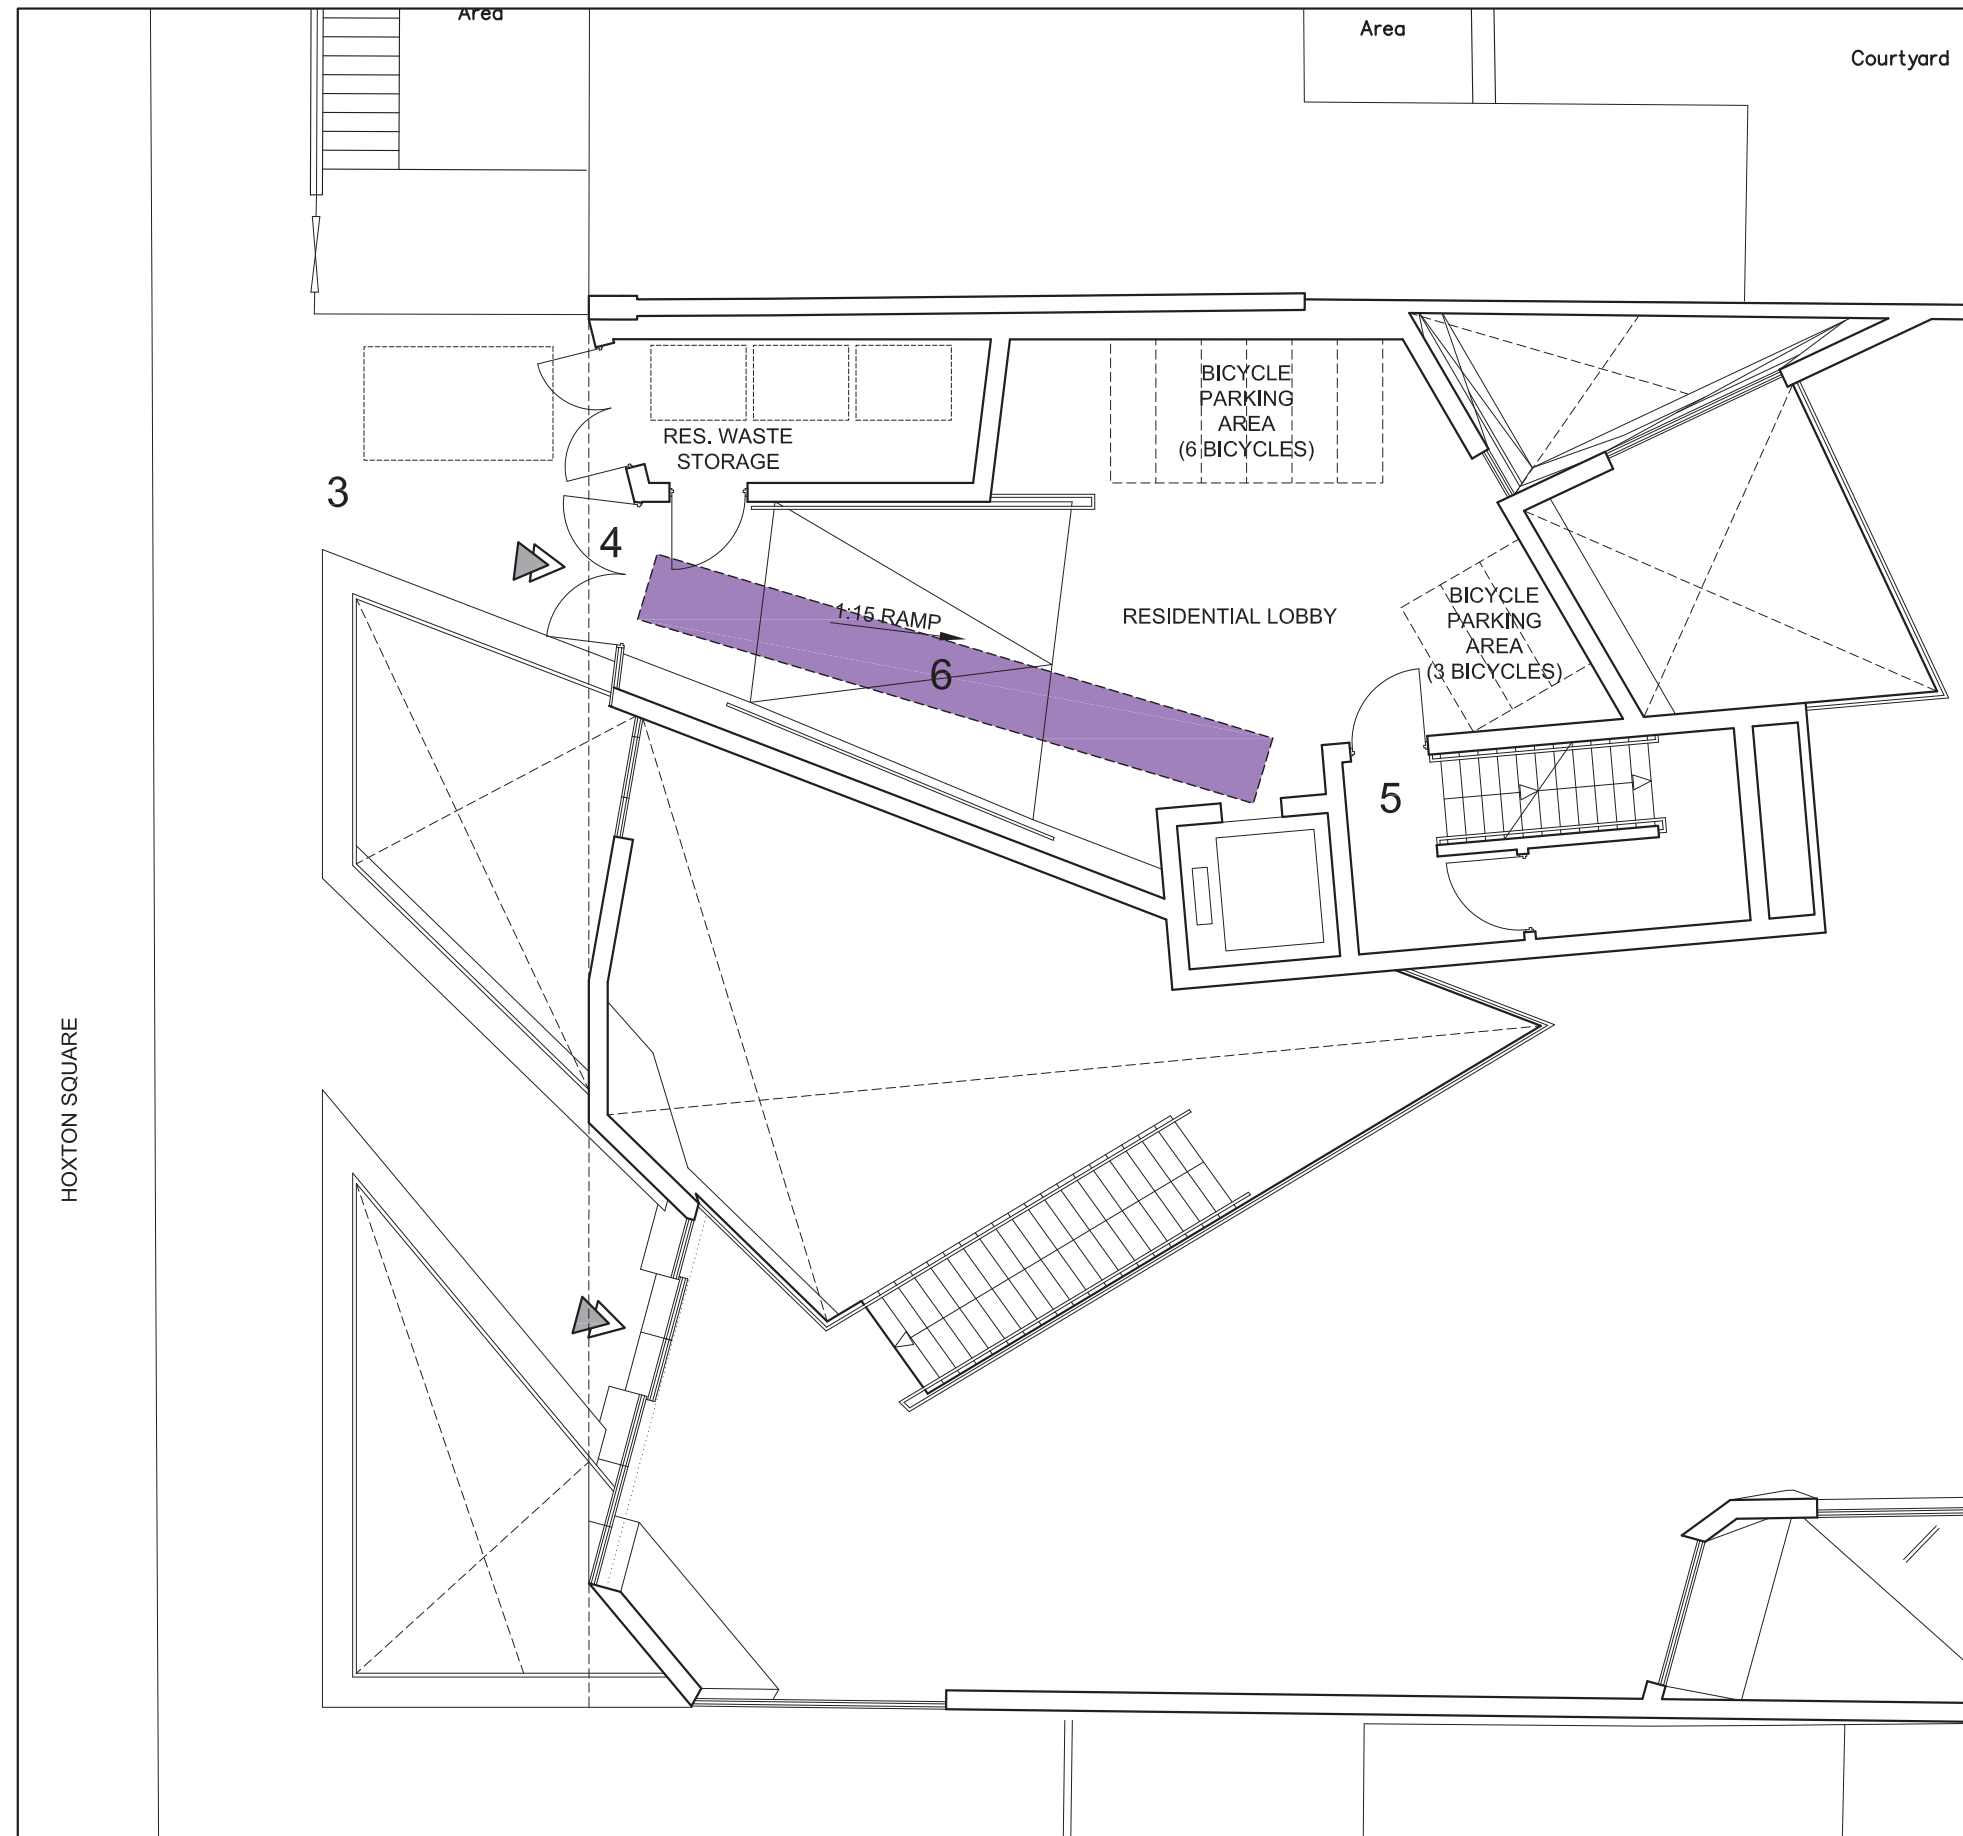 Area
Area
Courtyard
BICYCLE
PARKING
AREA
(6 BICYCLES)
RES. WASTE
STORAGE
3
4
1:15 RAMP
RESIDENTIAL LOBBY
BICYCLE
PARKING
AREA
(3 BICYCLES)
6
5
HOXTON SQUARE